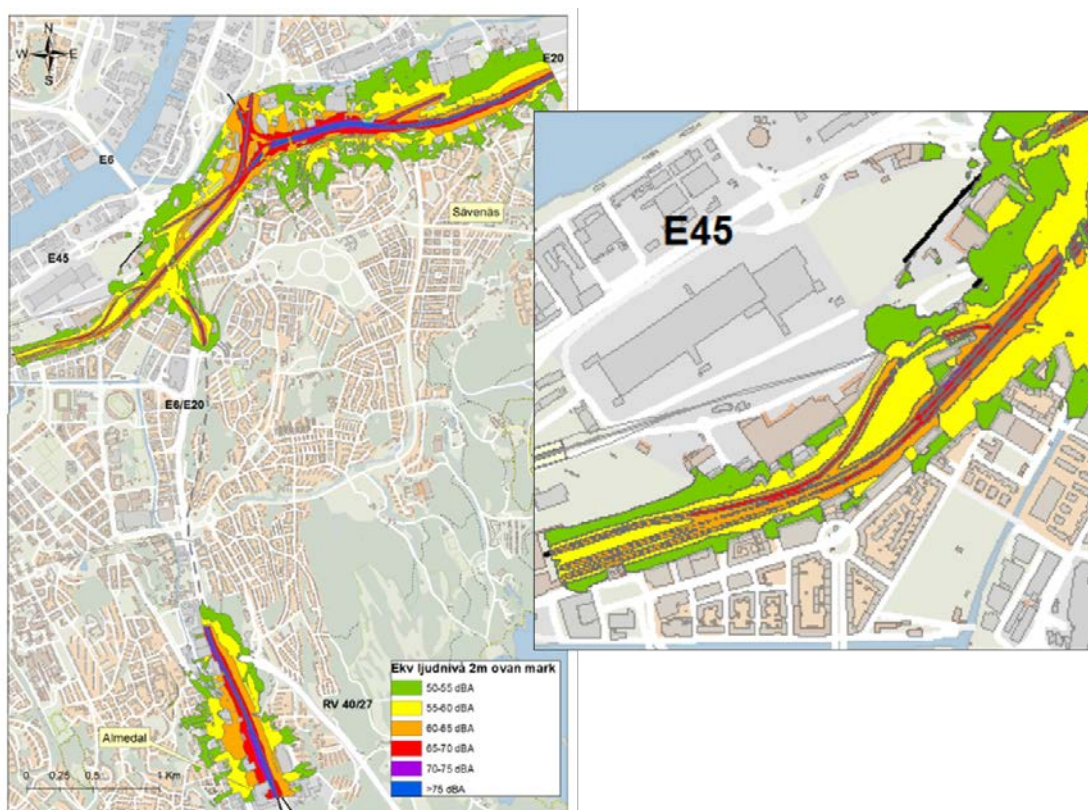 N
W E
S
E20
E6
Sävenäs
E45
E6/E20
RV 40/27
Almedal
0 0,25 0,5 1 Km
Ekv ljudnivå 2m ovan mark
50-55 dBA
55-60 dBA
60-65 dBA
65-70 dBA
70-75 dBA
>75 dBA
E45